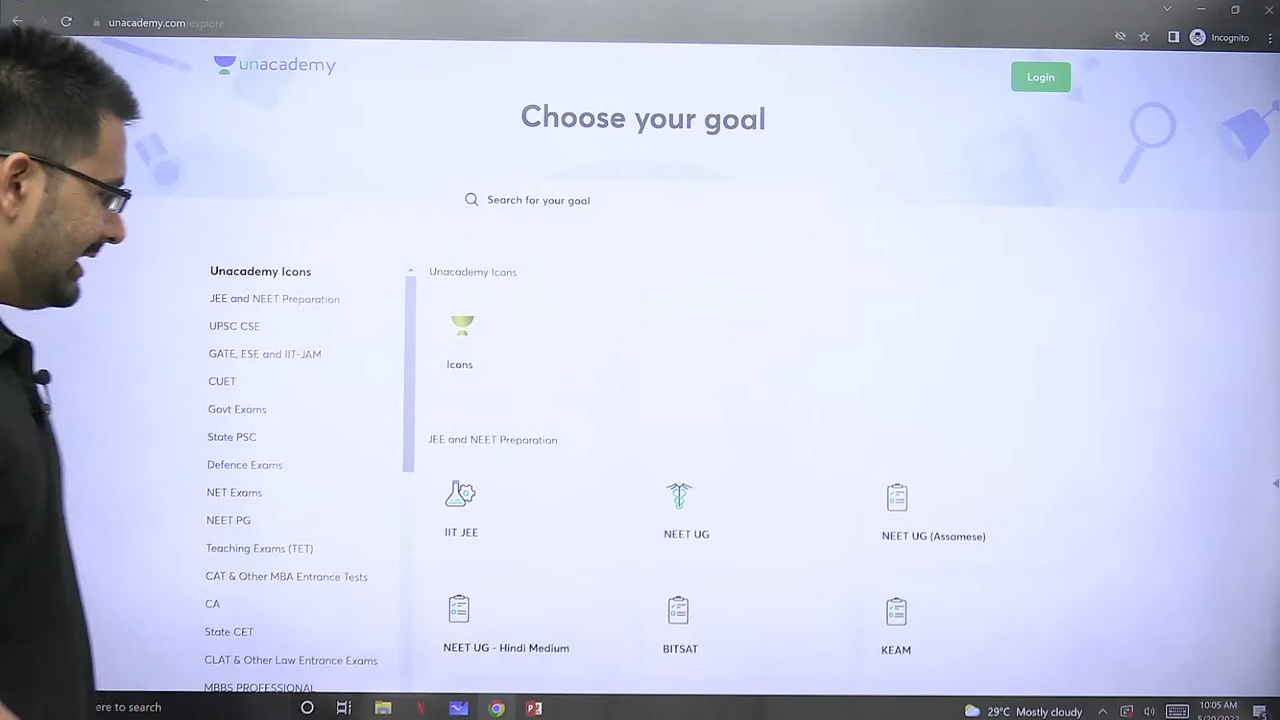 unacademy.com/explore
Incognito
unacademy
Login
Choose your goal
Search for your goal
Unacademy Icons
JEE and NEET Preparation
UPSC CSE
GATE, ESE and IIT-JAM
CUET
Govt Exams
State PSC
Defence Exams
NET Exams
NEET PG
Teaching Exams (TET)
CAT & Other MBA Entrance Tests
CA
State CET
CLAT & Other Law Entrance Exams
MBBS PROFESSIONAL
Unacademy Icons
Icons
JEE and NEET Preparation
IIT JEE
NEET UG
NEET UG (Assamese)
NEET UG - Hindi Medium
BITSAT
KEAM
ere to search
29°C Mostly cloudy
10:05 AM